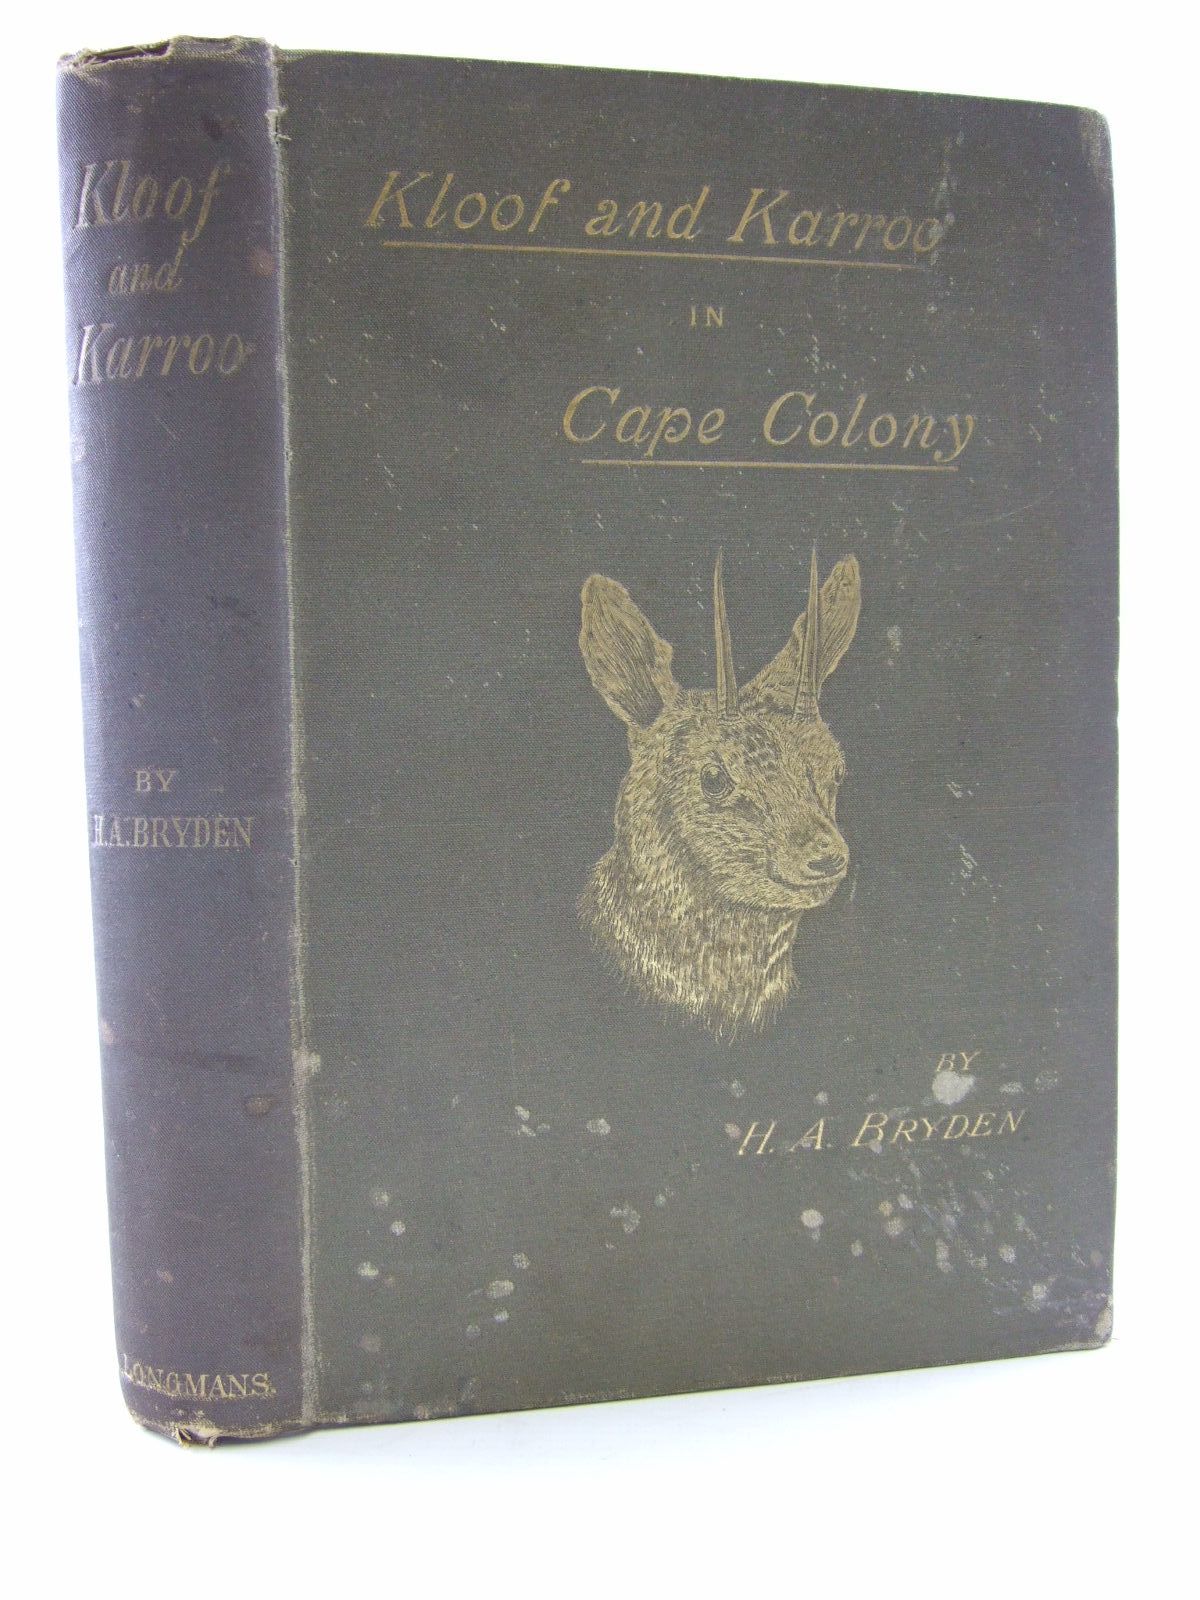 Kloof
and
Karroo
BY
H.A.BRYDEN
LONGMANS.
Kloof and Karroo
IN
Cape Colony
BY
H. A. BRYDEN